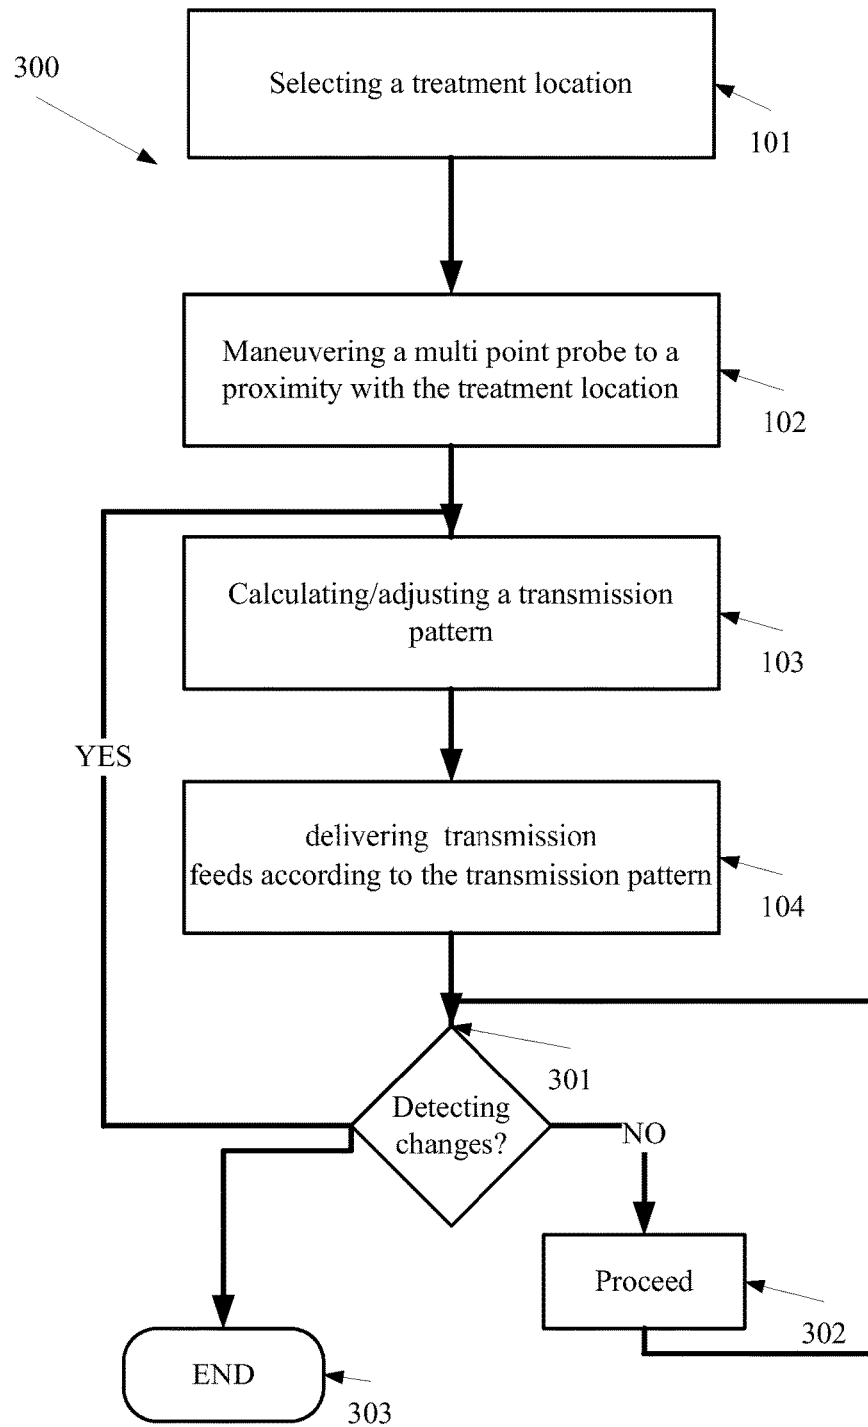 300
Selecting a treatment location
101
Maneuvering a multi point probe to a
proximity with the treatment location
102
Calculating/adjusting a transmission
pattern
103
YES
delivering transmission
feeds according to the transmission pattern
104
301
Detecting
changes?
NO
Proceed
302
END
303